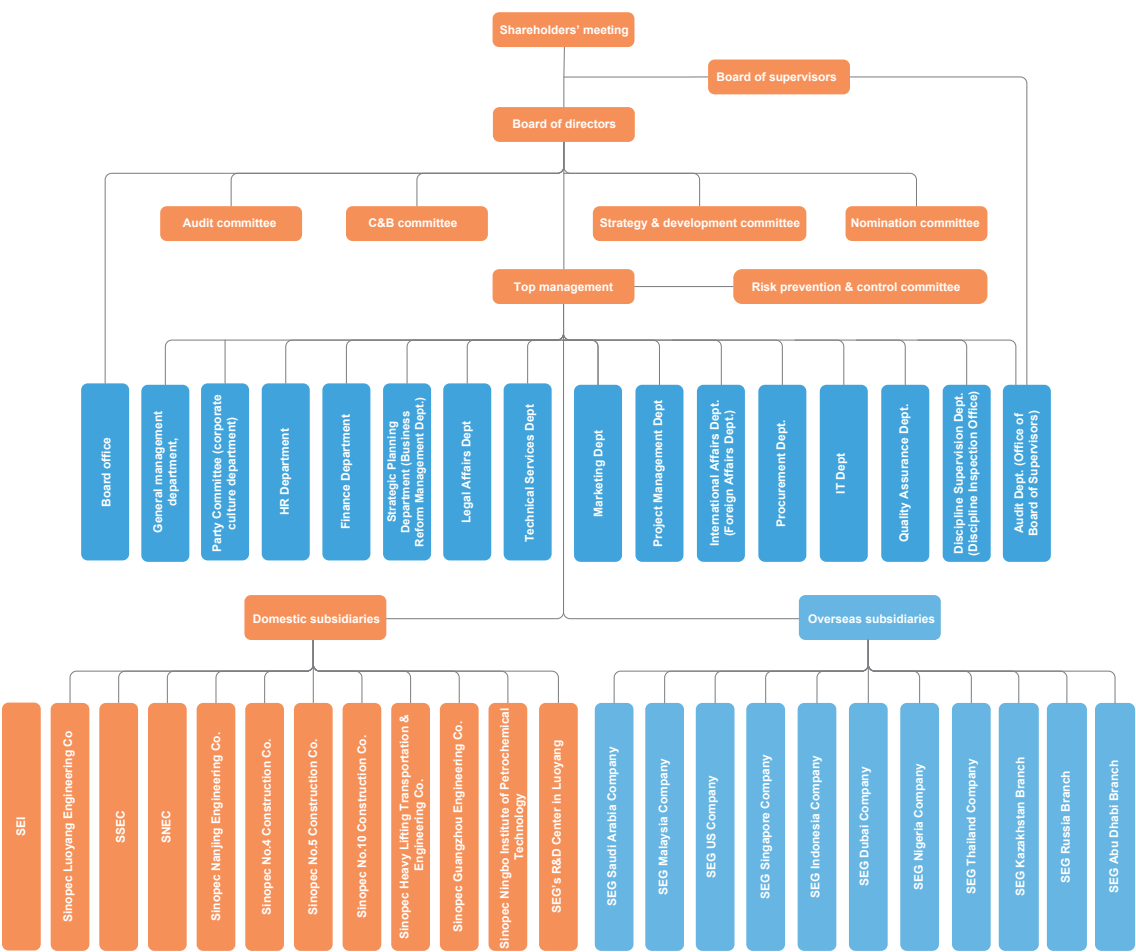 Shareholders' meeting
Board of supervisors
Board of directors
Audit committee
C&B committee
Strategy & development committee
Nomination committee
Top management
Risk prevention & control committee
Board office
General management
department,
Party Committee (corporate
culture department)
HR Department
Finance Department
Strategic Planning
Department (Business
Reform Management Dept.)
Legal Affairs Dept
Technical Services Dept
Marketing Dept
Project Management Dept
International Affairs Dept.
(Foreign Affairs Dept.)
Procurement Dept.
IT Dept
Quality Assurance Dept.
Discipline Supervision Dept.
(Discipline Inspection Office)
Audit Dept. (Office of
Board of Supervisors)
Domestic subsidiaries
Overseas subsidiaries
SEI
Sinopec Luoyang Engineering Co
SSEC
SNEC
Sinopec Nanjing Engineering Co.
Sinopec No.4 Construction Co.
Sinopec No.5 Construction Co.
Sinopec No.10 Construction Co.
Sinopec Heavy Lifting Transportation &
Engineering Co.
Sinopec Guangzhou Engineering Co.
Sinopec Ningbo Institute of Petrochemical
Technology
SEG's R&D Center in Luoyang
SEG Saudi Arabia Company
SEG Malaysia Company
SEG US Company
SEG Singapore Company
SEG Indonesia Company
SEG Dubai Company
SEG Nigeria Company
SEG Thailand Company
SEG Kazakhstan Branch
SEG Russia Branch
SEG Abu Dhabi Branch